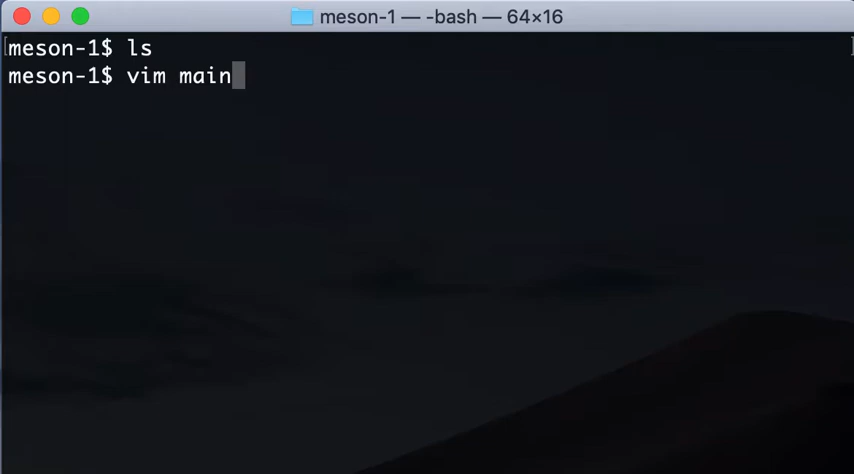 meson-1 — -bash — 64×16
meson-1$ ls
meson-1$ vim main